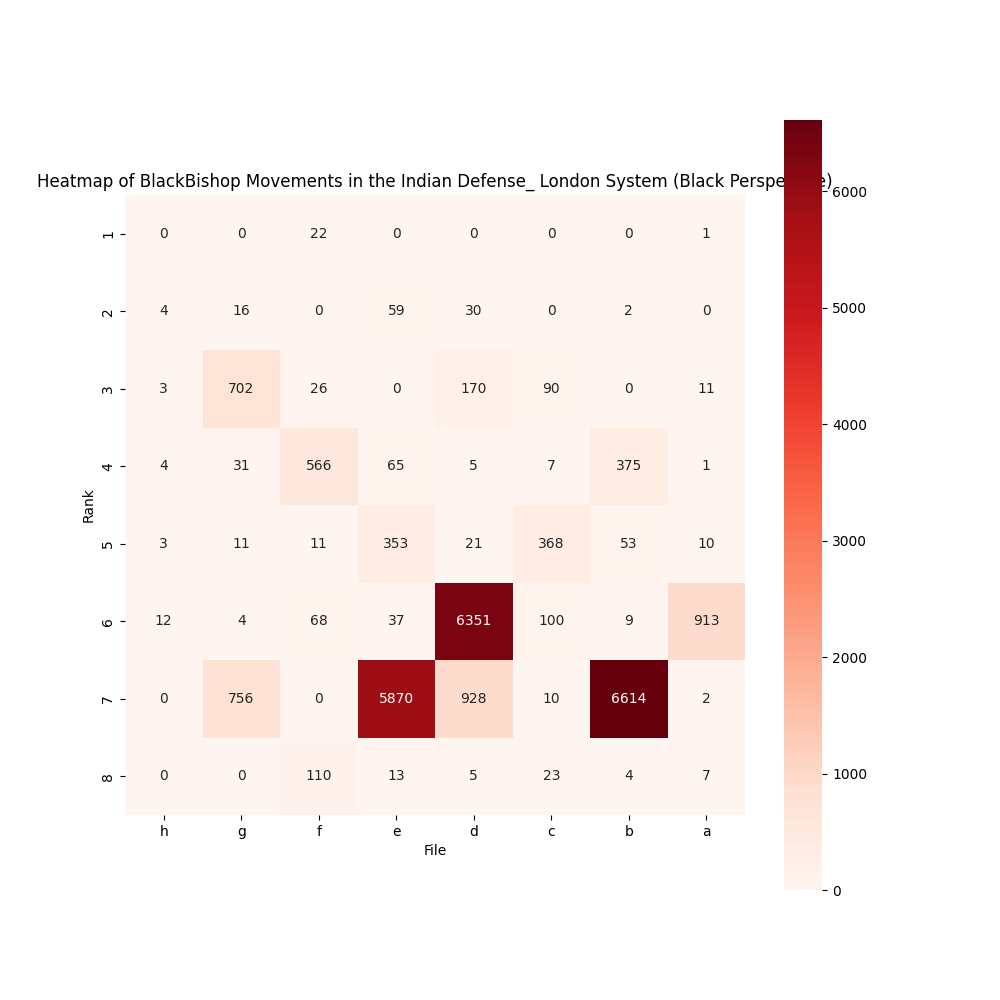 Heatmap of BlackBishop Movements in the Indian Defense_ London System (Black Perspe e)
6000
5000
4000
3000
2000
1000
0
Rank
1 0 0 22 0 0 0 0 1
2 4 16 0 59 30 0 2 0
3 3 702 26 0 170 90 0 11
4 4 31 566 65 5 7 375 1
5 3 11 11 353 21 368 53 10
6 12 4 68 37 6351 100 9 913
7 0 756 0 5870 928 10 6614 2
8 0 0 110 13 5 23 4 7
h g f e d c b a
File